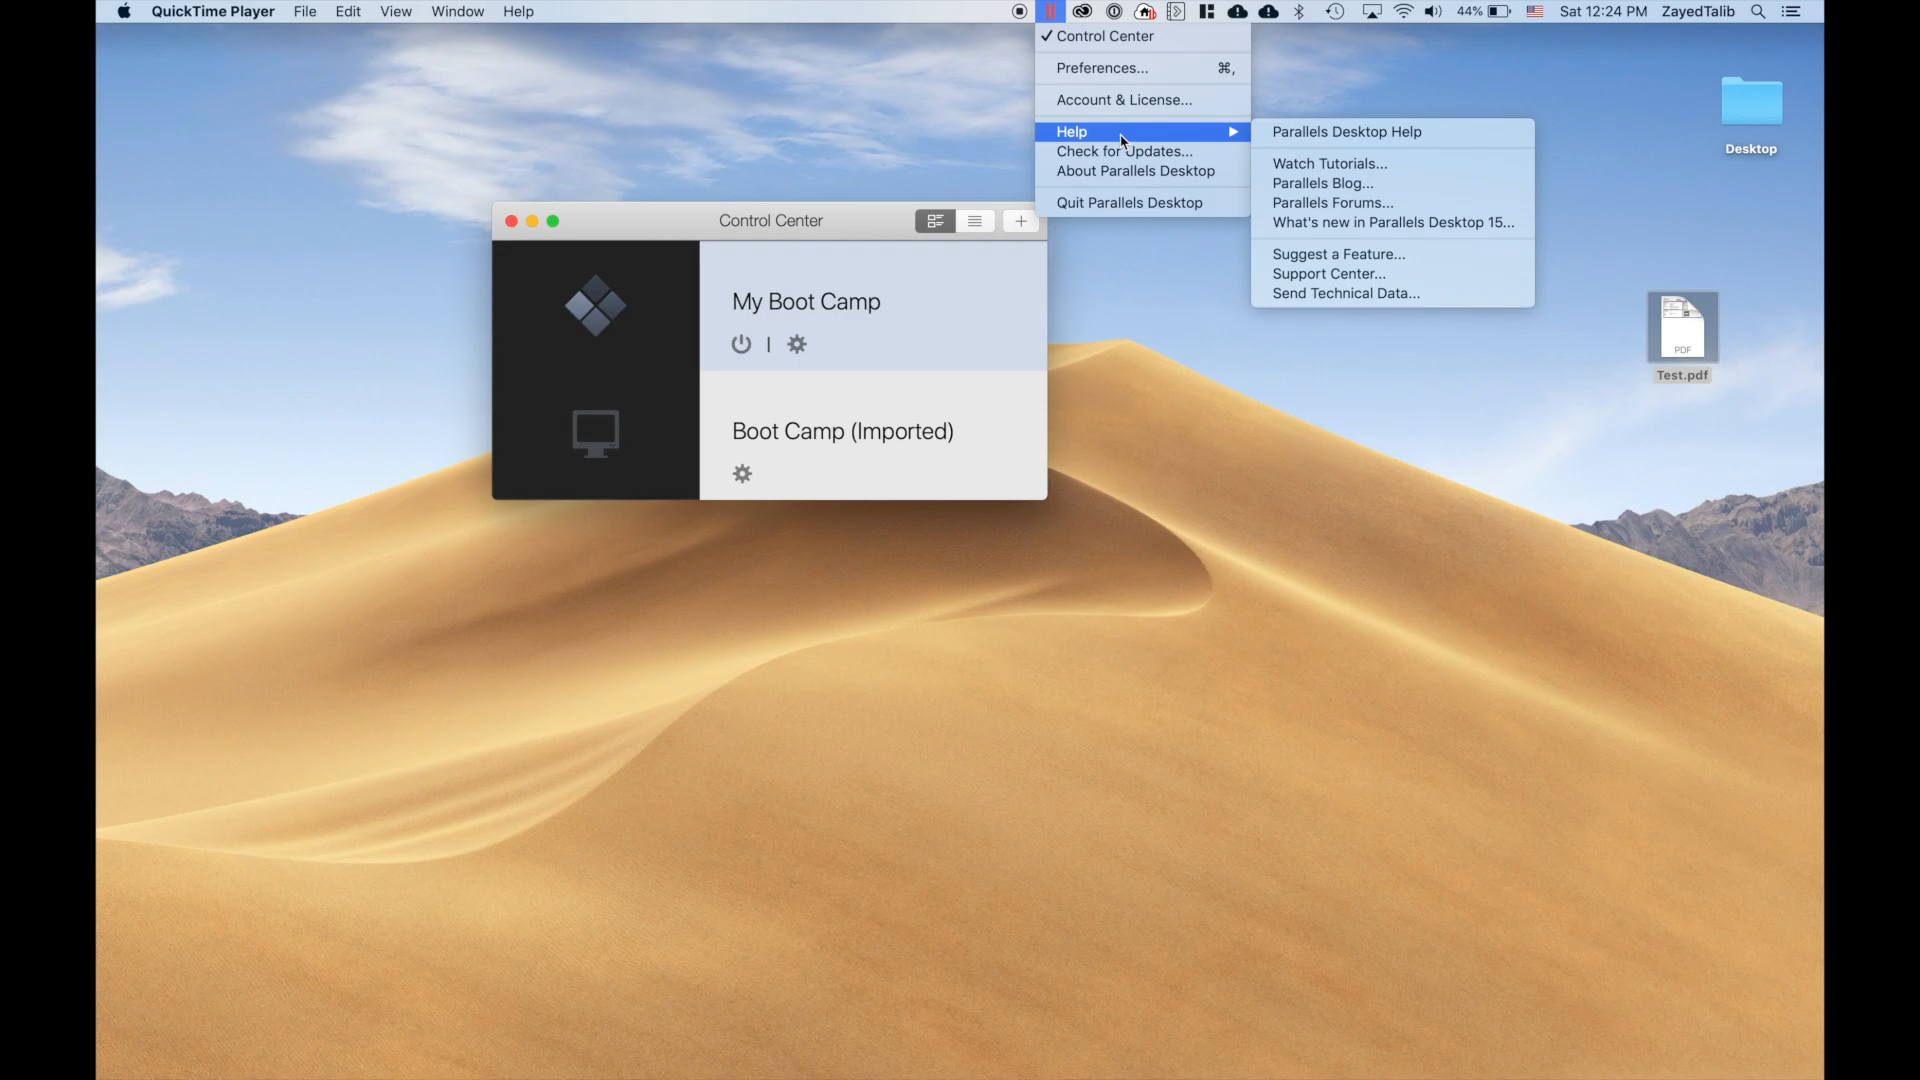 QuickTime Player File Edit View Window Help 44% Sat 12:24 PM ZayedTalib
✓ Control Center
Preferences... ⌘,
Account & License...
Help ▶
Check for Updates...
About Parallels Desktop
Quit Parallels Desktop
Parallels Desktop Help
Watch Tutorials...
Parallels Blog...
Parallels Forums...
What's new in Parallels Desktop 15...
Suggest a Feature...
Support Center...
Send Technical Data...
Desktop
Control Center
My Boot Camp
Boot Camp (Imported)
PDF
Test.pdf